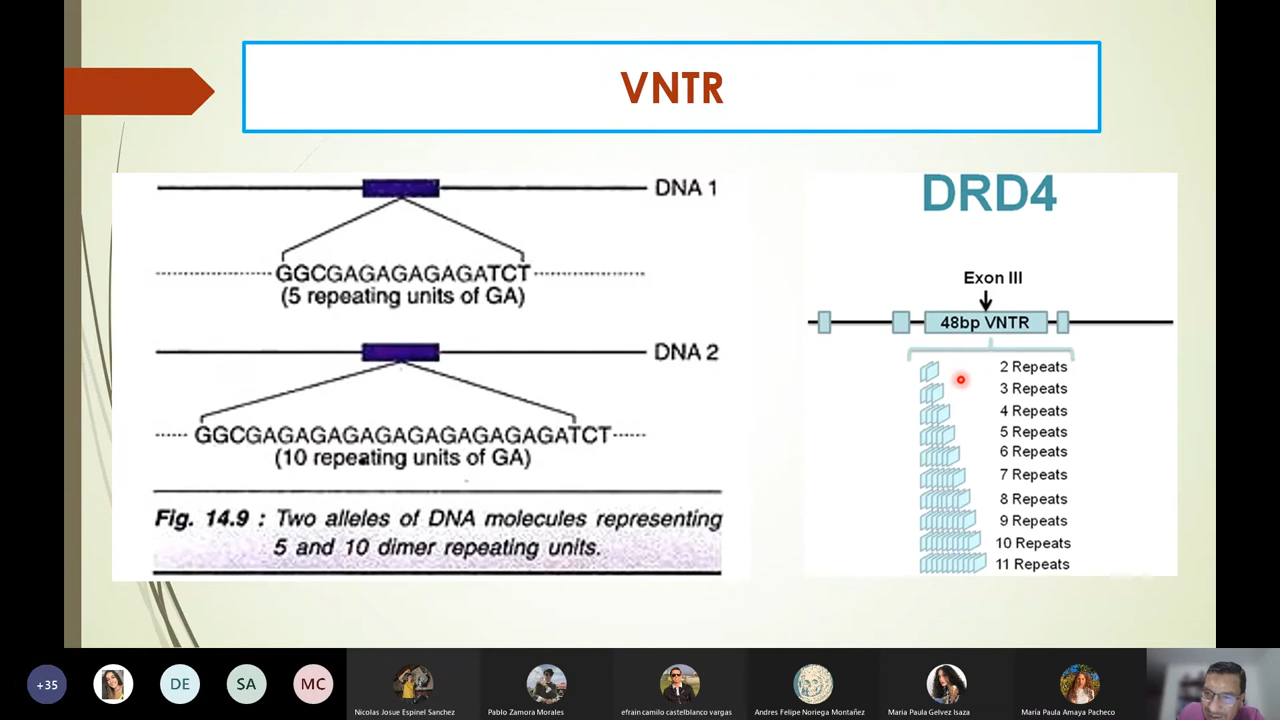 VNTR
DNA 1
GGCGAGAGAGAGATCT
(5 repeating units of GA)
DNA 2
GGCGAGAGAGAGAGAGAGAGAGATCT
(10 repeating units of GA)
Fig. 14.9 : Two alleles of DNA molecules representing
5 and 10 dimer repeating units.
DRD4
Exon III
48bp VNTR
2 Repeats
3 Repeats
4 Repeats
5 Repeats
6 Repeats
7 Repeats
8 Repeats
9 Repeats
10 Repeats
11 Repeats
+35
DE
SA
MC
Nicolas Josue Espinel Sanchez
Pablo Zamora Morales
efrain camilo castelblanco vargas
Andres Felipe Noriega Montañez
Maria Paula Gelvez Isaza
María Paula Amaya Pacheco